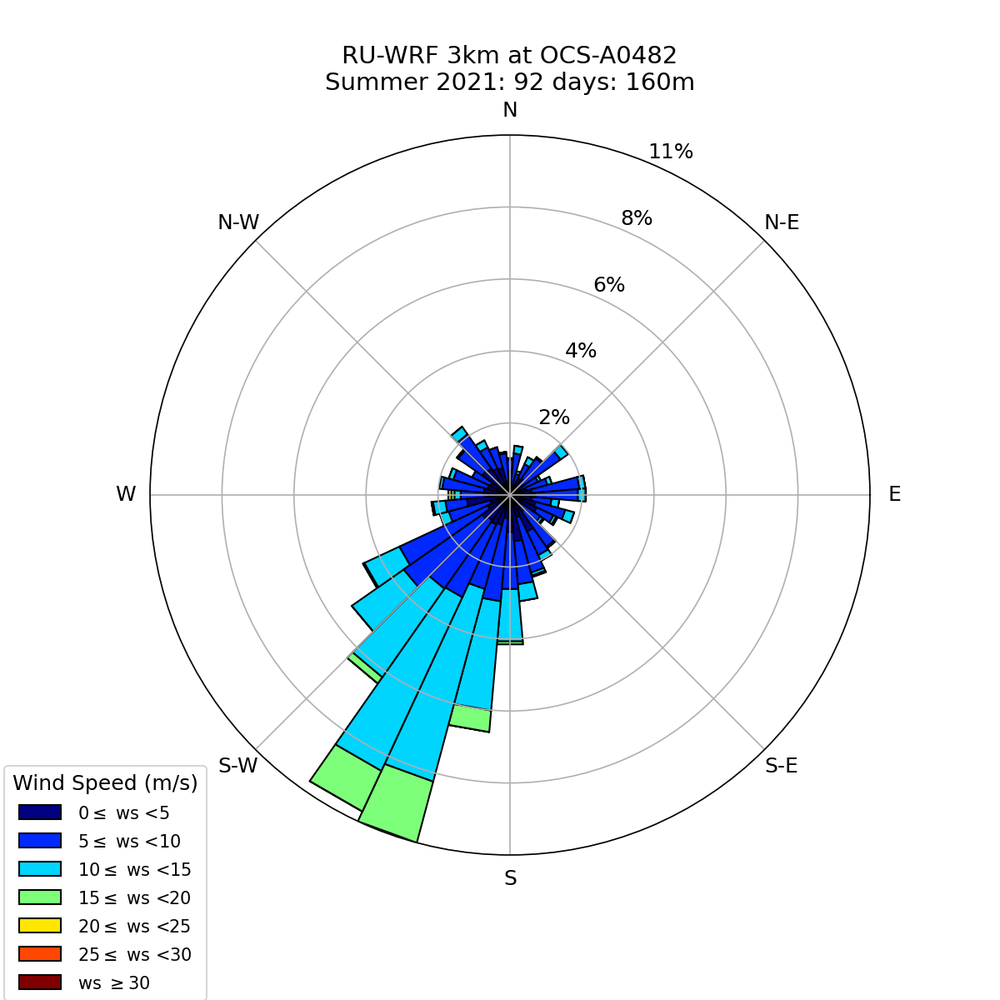 RU-WRF 3km at OCS-A0482
Summer 2021: 92 days: 160m
N
11%
N-W
N-E
8%
6%
4%
2%
W
E
S-W
S-E
S
Wind Speed (m/s)
0≤ ws <5
5≤ ws <10
10≤ ws <15
15≤ ws <20
20≤ ws <25
25≤ ws <30
ws ≥30